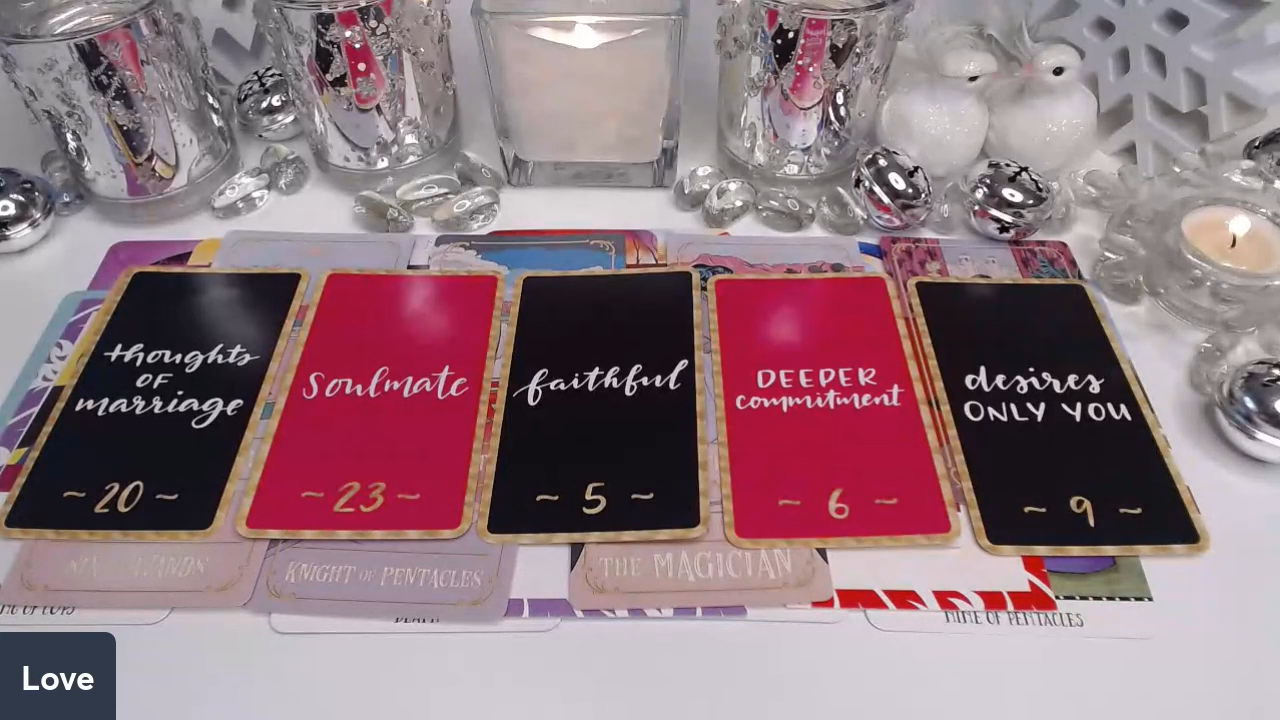 thoughts
OF
marriage
~ 20 ~
Soulmate
~ 23 ~
faithful
~ 5 ~
DEEPER
commitment
~ 6 ~
desires
ONLY YOU
~ 9 ~
KNIGHT OF PENTACLES
THE MAGICIAN
NINE OF PENTACLES
Love